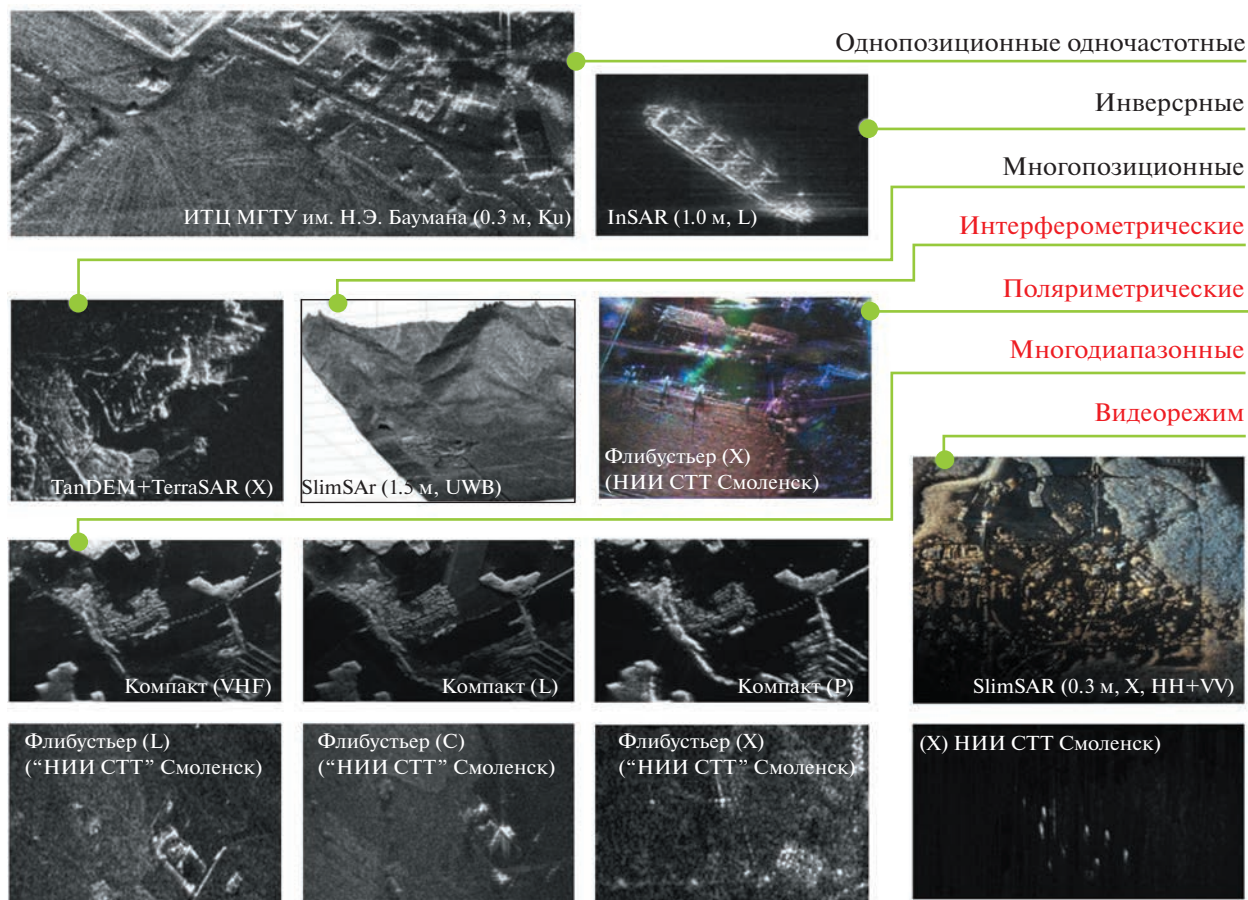 Однопозиционные одночастотные
Инверсрные
Многопозиционные
ИТЦ МГТУ им. Н.Э. Баумана (0.3 м, Ku)
InSAR (1.0 м, L)
Интерферометрические
Поляриметрические
Многодиапазонные
Видеорежим
TanDEM+TerraSAR (X)
SlimSAr (1.5 м, UWB)
Флибустьер (X)
(НИИ СТТ Смоленск)
Компакт (VHF)
Компакт (L)
Компакт (P)
SlimSAR (0.3 м, X, HH+VV)
Флибустьер (L)
(“НИИ СТТ” Смоленск)
Флибустьер (C)
(“НИИ СТТ” Смоленск)
Флибустьер (X)
(“НИИ СТТ” Смоленск)
(X) НИИ СТТ Смоленск)